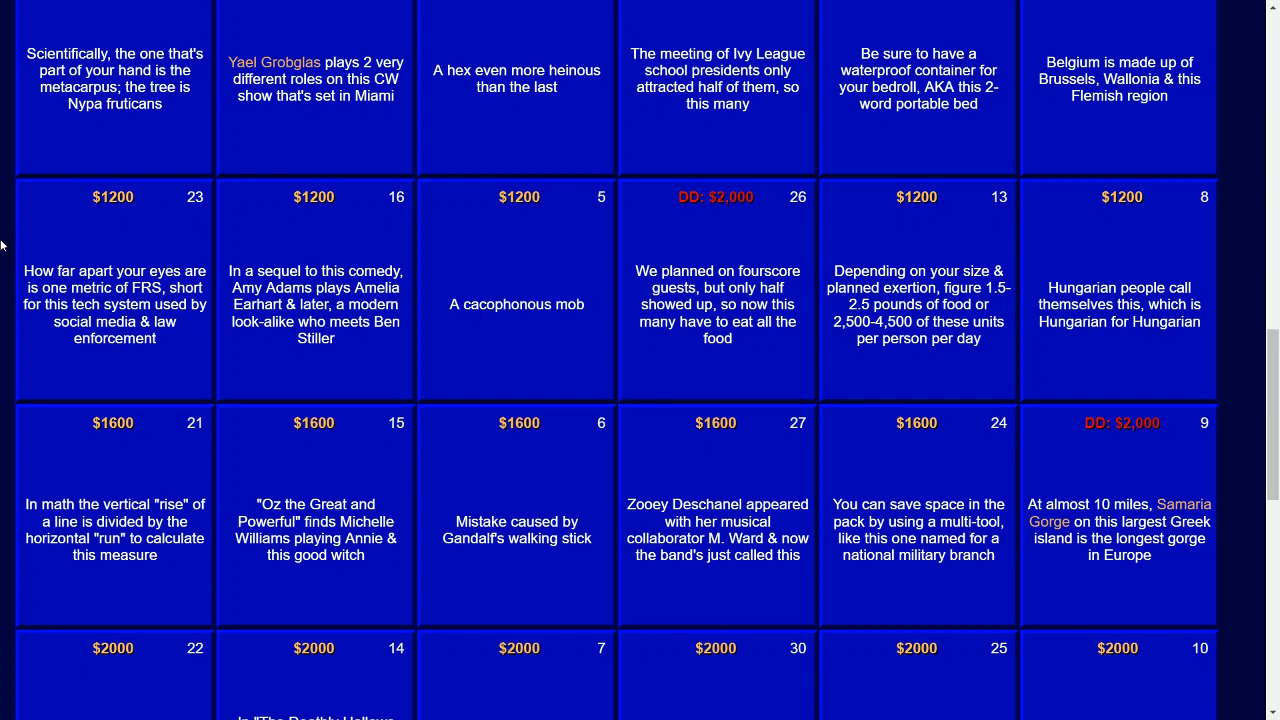 Scientifically, the one that's
part of your hand is the
metacarpus; the tree is
Nypa fruticans
Yael Grobglas plays 2 very
different roles on this CW
show that's set in Miami
A hex even more heinous
than the last
The meeting of Ivy League
school presidents only
attracted half of them, so
this many
Be sure to have a
waterproof container for
your bedroll, AKA this 2-
word portable bed
Belgium is made up of
Brussels, Wallonia & this
Flemish region
$1200 23
How far apart your eyes are
is one metric of FRS, short
for this tech system used by
social media & law
enforcement
$1200 16
In a sequel to this comedy,
Amy Adams plays Amelia
Earhart & later, a modern
look-alike who meets Ben
Stiller
$1200 5
A cacophonous mob
DD: $2,000 26
We planned on fourscore
guests, but only half
showed up, so now this
many have to eat all the
food
$1200 13
Depending on your size &
planned exertion, figure 1.5-
2.5 pounds of food or
2,500-4,500 of these units
per person per day
$1200 8
Hungarian people call
themselves this, which is
Hungarian for Hungarian
$1600 21
In math the vertical "rise" of
a line is divided by the
horizontal "run" to calculate
this measure
$1600 15
"Oz the Great and
Powerful" finds Michelle
Williams playing Annie &
this good witch
$1600 6
Mistake caused by
Gandalf's walking stick
$1600 27
Zooey Deschanel appeared
with her musical
collaborator M. Ward & now
the band's just called this
$1600 24
You can save space in the
pack by using a multi-tool,
like this one named for a
national military branch
DD: $2,000 9
At almost 10 miles, Samaria
Gorge on this largest Greek
island is the longest gorge
in Europe
$2000 22
$2000 14
In "The Deathly Hallows
$2000 7
$2000 30
$2000 25
$2000 10